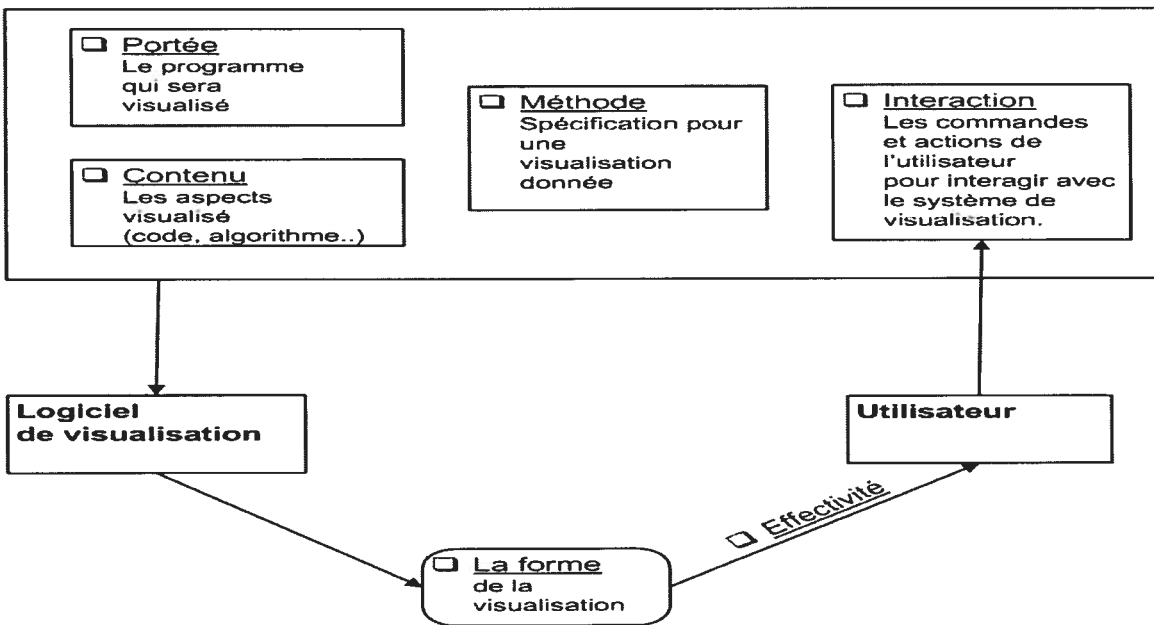 ❑ Portée
Le programme
qui sera
visualisé
❑ Contenu
Les aspects
visualisé
(code, algorithme..)
❑ Méthode
Spécification pour
une
visualisation
donnée
❑ Interaction
Les commandes
et actions de
l'utilisateur
pour interagir avec
le système de
visualisation.
Logiciel
de visualisation
Utilisateur
❑ Effectivité
❑ La forme
de la
visualisation